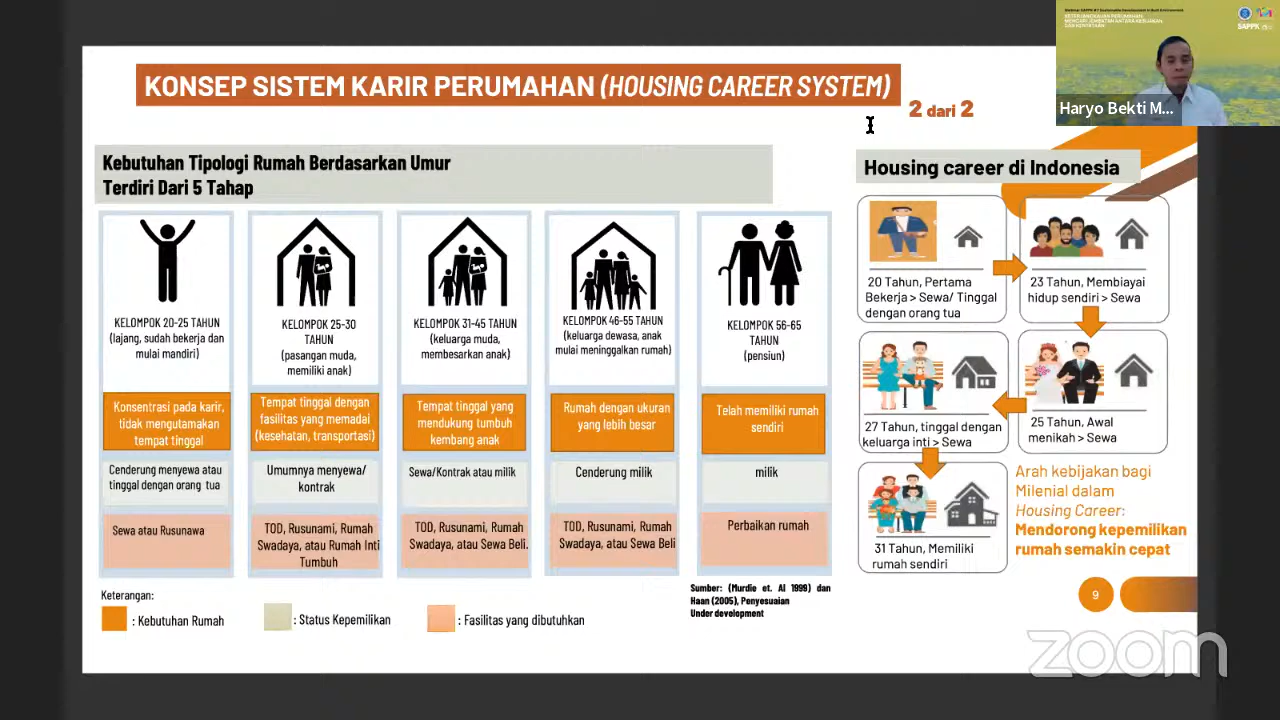 KONSEP SISTEM KARIR PERUMAHAN (HOUSING CAREER SYSTEM)
2 dari 2
SAPPK
Haryo Bekti M...
Kebutuhan Tipologi Rumah Berdasarkan Umur
Terdiri Dari 5 Tahap
KELOMPOK 20-25 TAHUN
(lajang, sudah bekerja dan
mulai mandiri)
Konsentrasi pada karir,
tidak mengutamakan
tempat tinggal
Cenderung menyewa atau
tinggal dengan orang tua
Sewa atau Rusunawa
KELOMPOK 25-30
TAHUN
(pasangan muda,
memiliki anak)
Tempat tinggal dengan
fasilitas yang memadai
(kesehatan, transportasi)
Umumnya menyewa/
kontrak
TOD, Rusunami, Rumah
Swadaya, atau Rumah Inti
Tumbuh
KELOMPOK 31-45 TAHUN
(keluarga muda,
membesarkan anak)
Tempat tinggal yang
mendukung tumbuh
kembang anak
Sewa/Kontrak atau milik
TOD, Rusunami, Rumah
Swadaya, atau Sewa Beli.
KELOMPOK 46-55 TAHUN
(keluarga dewasa, anak
mulai meninggalkan rumah)
Rumah dengan ukuran
yang lebih besar
Cenderung milik
TOD, Rusunami, Rumah
Swadaya, atau Sewa Beli
KELOMPOK 56-65
TAHUN
(pensiun)
Telah memiliki rumah
sendiri
milik
Perbaikan rumah
Keterangan:
: Kebutuhan Rumah
: Status Kepemilikan
: Fasilitas yang dibutuhkan
Sumber: (Murdie et. Al 1999) dan
Haan (2005), Penyesuaian
Under development
Housing career di Indonesia
20 Tahun, Pertama
Bekerja > Sewa/ Tinggal
dengan orang tua
23 Tahun, Membiayai
hidup sendiri > Sewa
25 Tahun, Awal
menikah > Sewa
27 Tahun, tinggal dengan
keluarga inti > Sewa
31 Tahun, Memiliki
rumah sendiri
Arah kebijakan bagi
Milenial dalam
Housing Career:
Mendorong kepemilikan
rumah semakin cepat
9
zoom